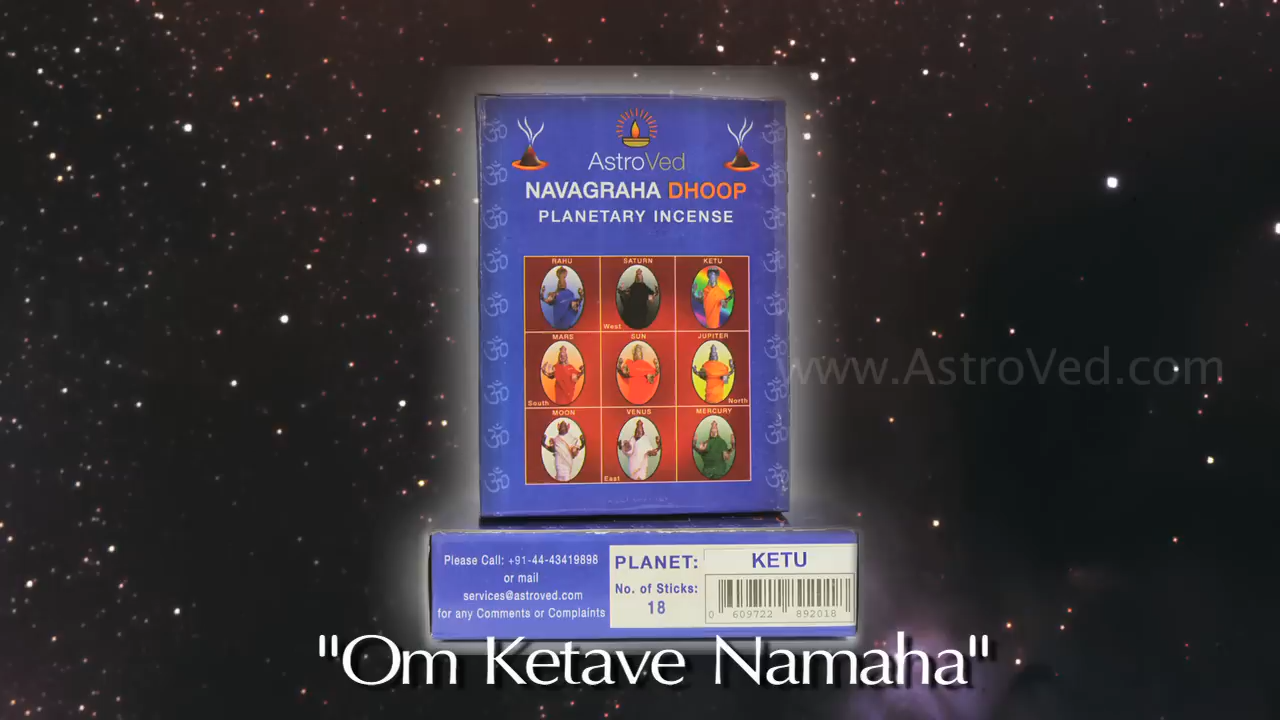 AstroVed
NAVAGRAHA DHOOP
PLANETARY INCENSE
RAHU SATURN KETU
West
MARS SUN JUPITER
South North
MOON VENUS MERCURY
East
www.AstroVed.com
Please Call: +91-44-43419898
or mail
services@astroved.com
for any Comments or Complaints
PLANET: KETU
No. of Sticks:
18
0 609722 892018
"Om Ketave Namaha"